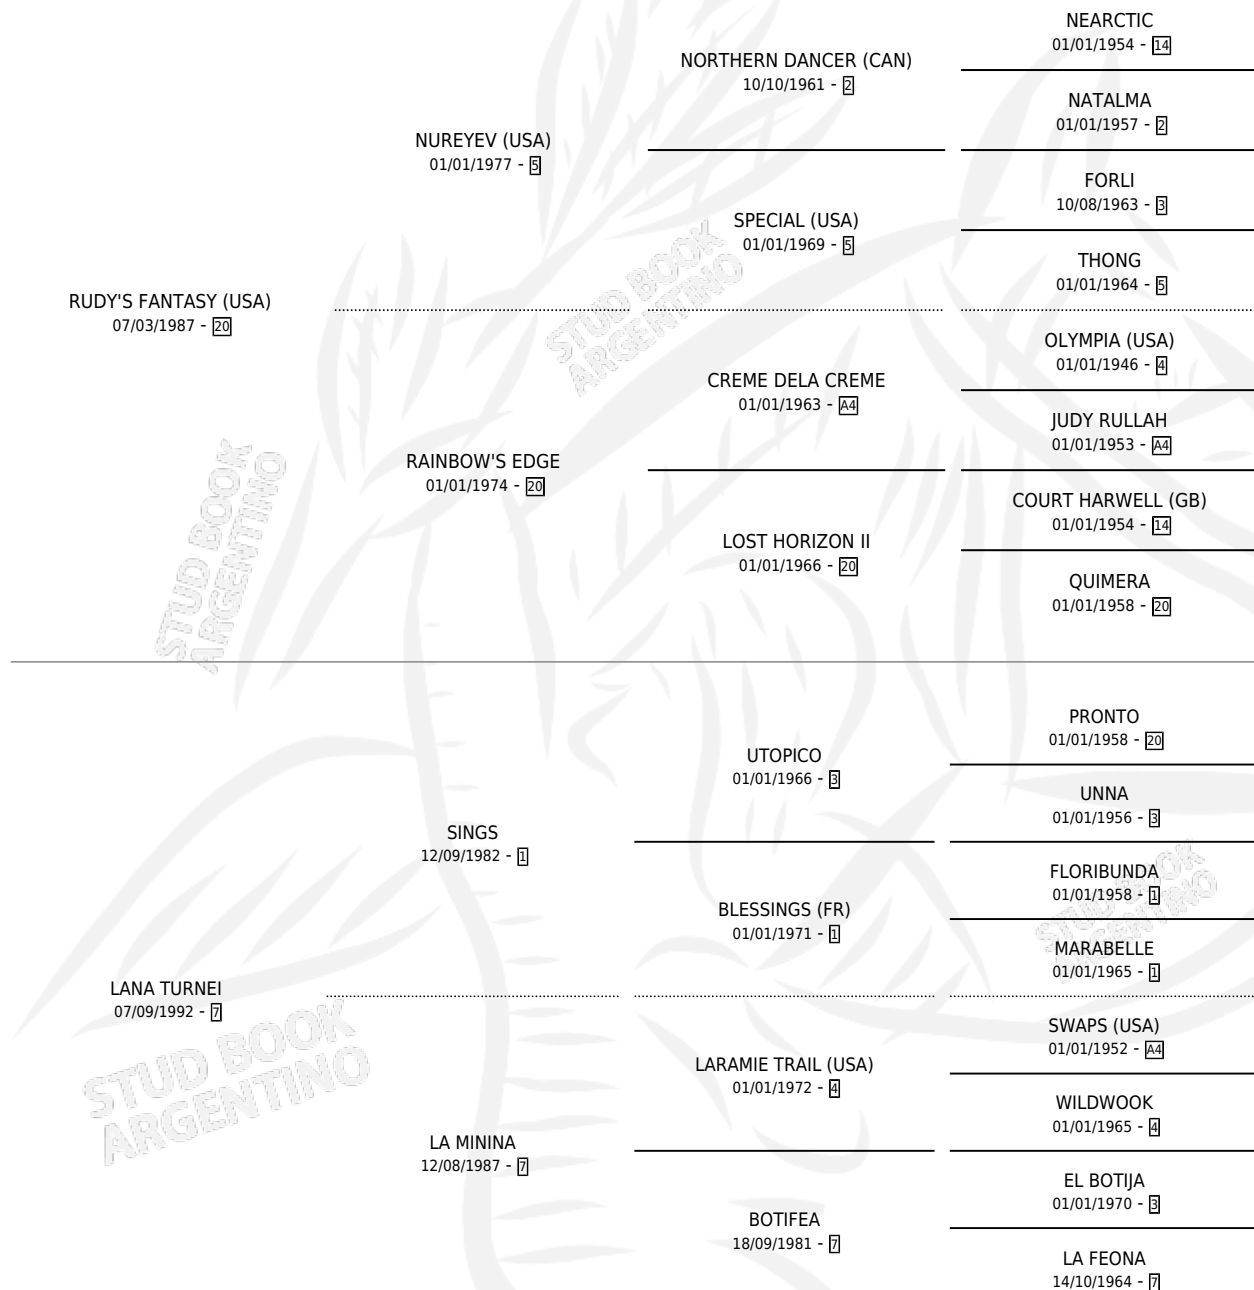 NEARCTIC
01/01/1954 - 14
NORTHERN DANCER (CAN)
10/10/1961 - 2
NATALMA
01/01/1957 - 2
NUREYEV (USA)
01/01/1977 - 5
FORLI
10/08/1963 - 3
SPECIAL (USA)
01/01/1969 - 5
THONG
01/01/1964 - 5
RUDY'S FANTASY (USA)
07/03/1987 - 20
OLYMPIA (USA)
01/01/1946 - 4
CREME DELA CREME
01/01/1963 - A4
JUDY RULLAH
01/01/1953 - A4
RAINBOW'S EDGE
01/01/1974 - 20
COURT HARWELL (GB)
01/01/1954 - 14
LOST HORIZON II
01/01/1966 - 20
QUIMERA
01/01/1958 - 20
PRONTO
01/01/1958 - 20
UTOPICO
01/01/1966 - 3
UNNA
01/01/1956 - 3
SINGS
12/09/1982 - 1
FLORIBUNDA
01/01/1958 - 1
BLESSINGS (FR)
01/01/1971 - 1
MARABELLE
01/01/1965 - 1
LANA TURNEI
07/09/1992 - 7
SWAPS (USA)
01/01/1952 - A4
LARAMIE TRAIL (USA)
01/01/1972 - 4
WILDWOOK
01/01/1965 - 4
LA MININA
12/08/1987 - 7
EL BOTIJA
01/01/1970 - 3
BOTIFEA
18/09/1981 - 7
LA FEONA
14/10/1964 - 7
STUD BOOK
ARGENTINO
STUD BOOK
ARGENTINO
STUD BOOK
ARGENTINO
STUD BOOK
ARGENTINO